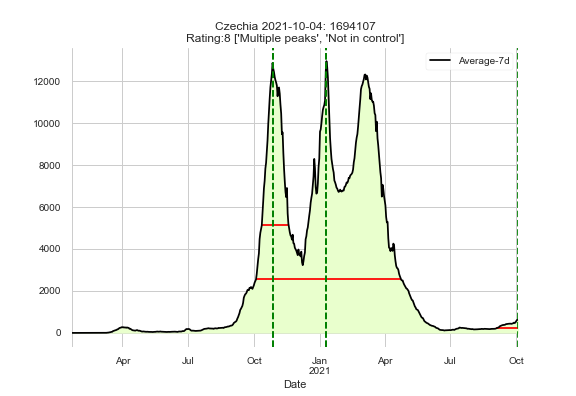 Czechia 2021-10-04: 1694107
Rating:8 ['Multiple peaks', 'Not in control']
Average-7d
12000
10000
8000
6000
4000
2000
0
Apr Jul Oct Jan Apr Jul Oct
2021
Date